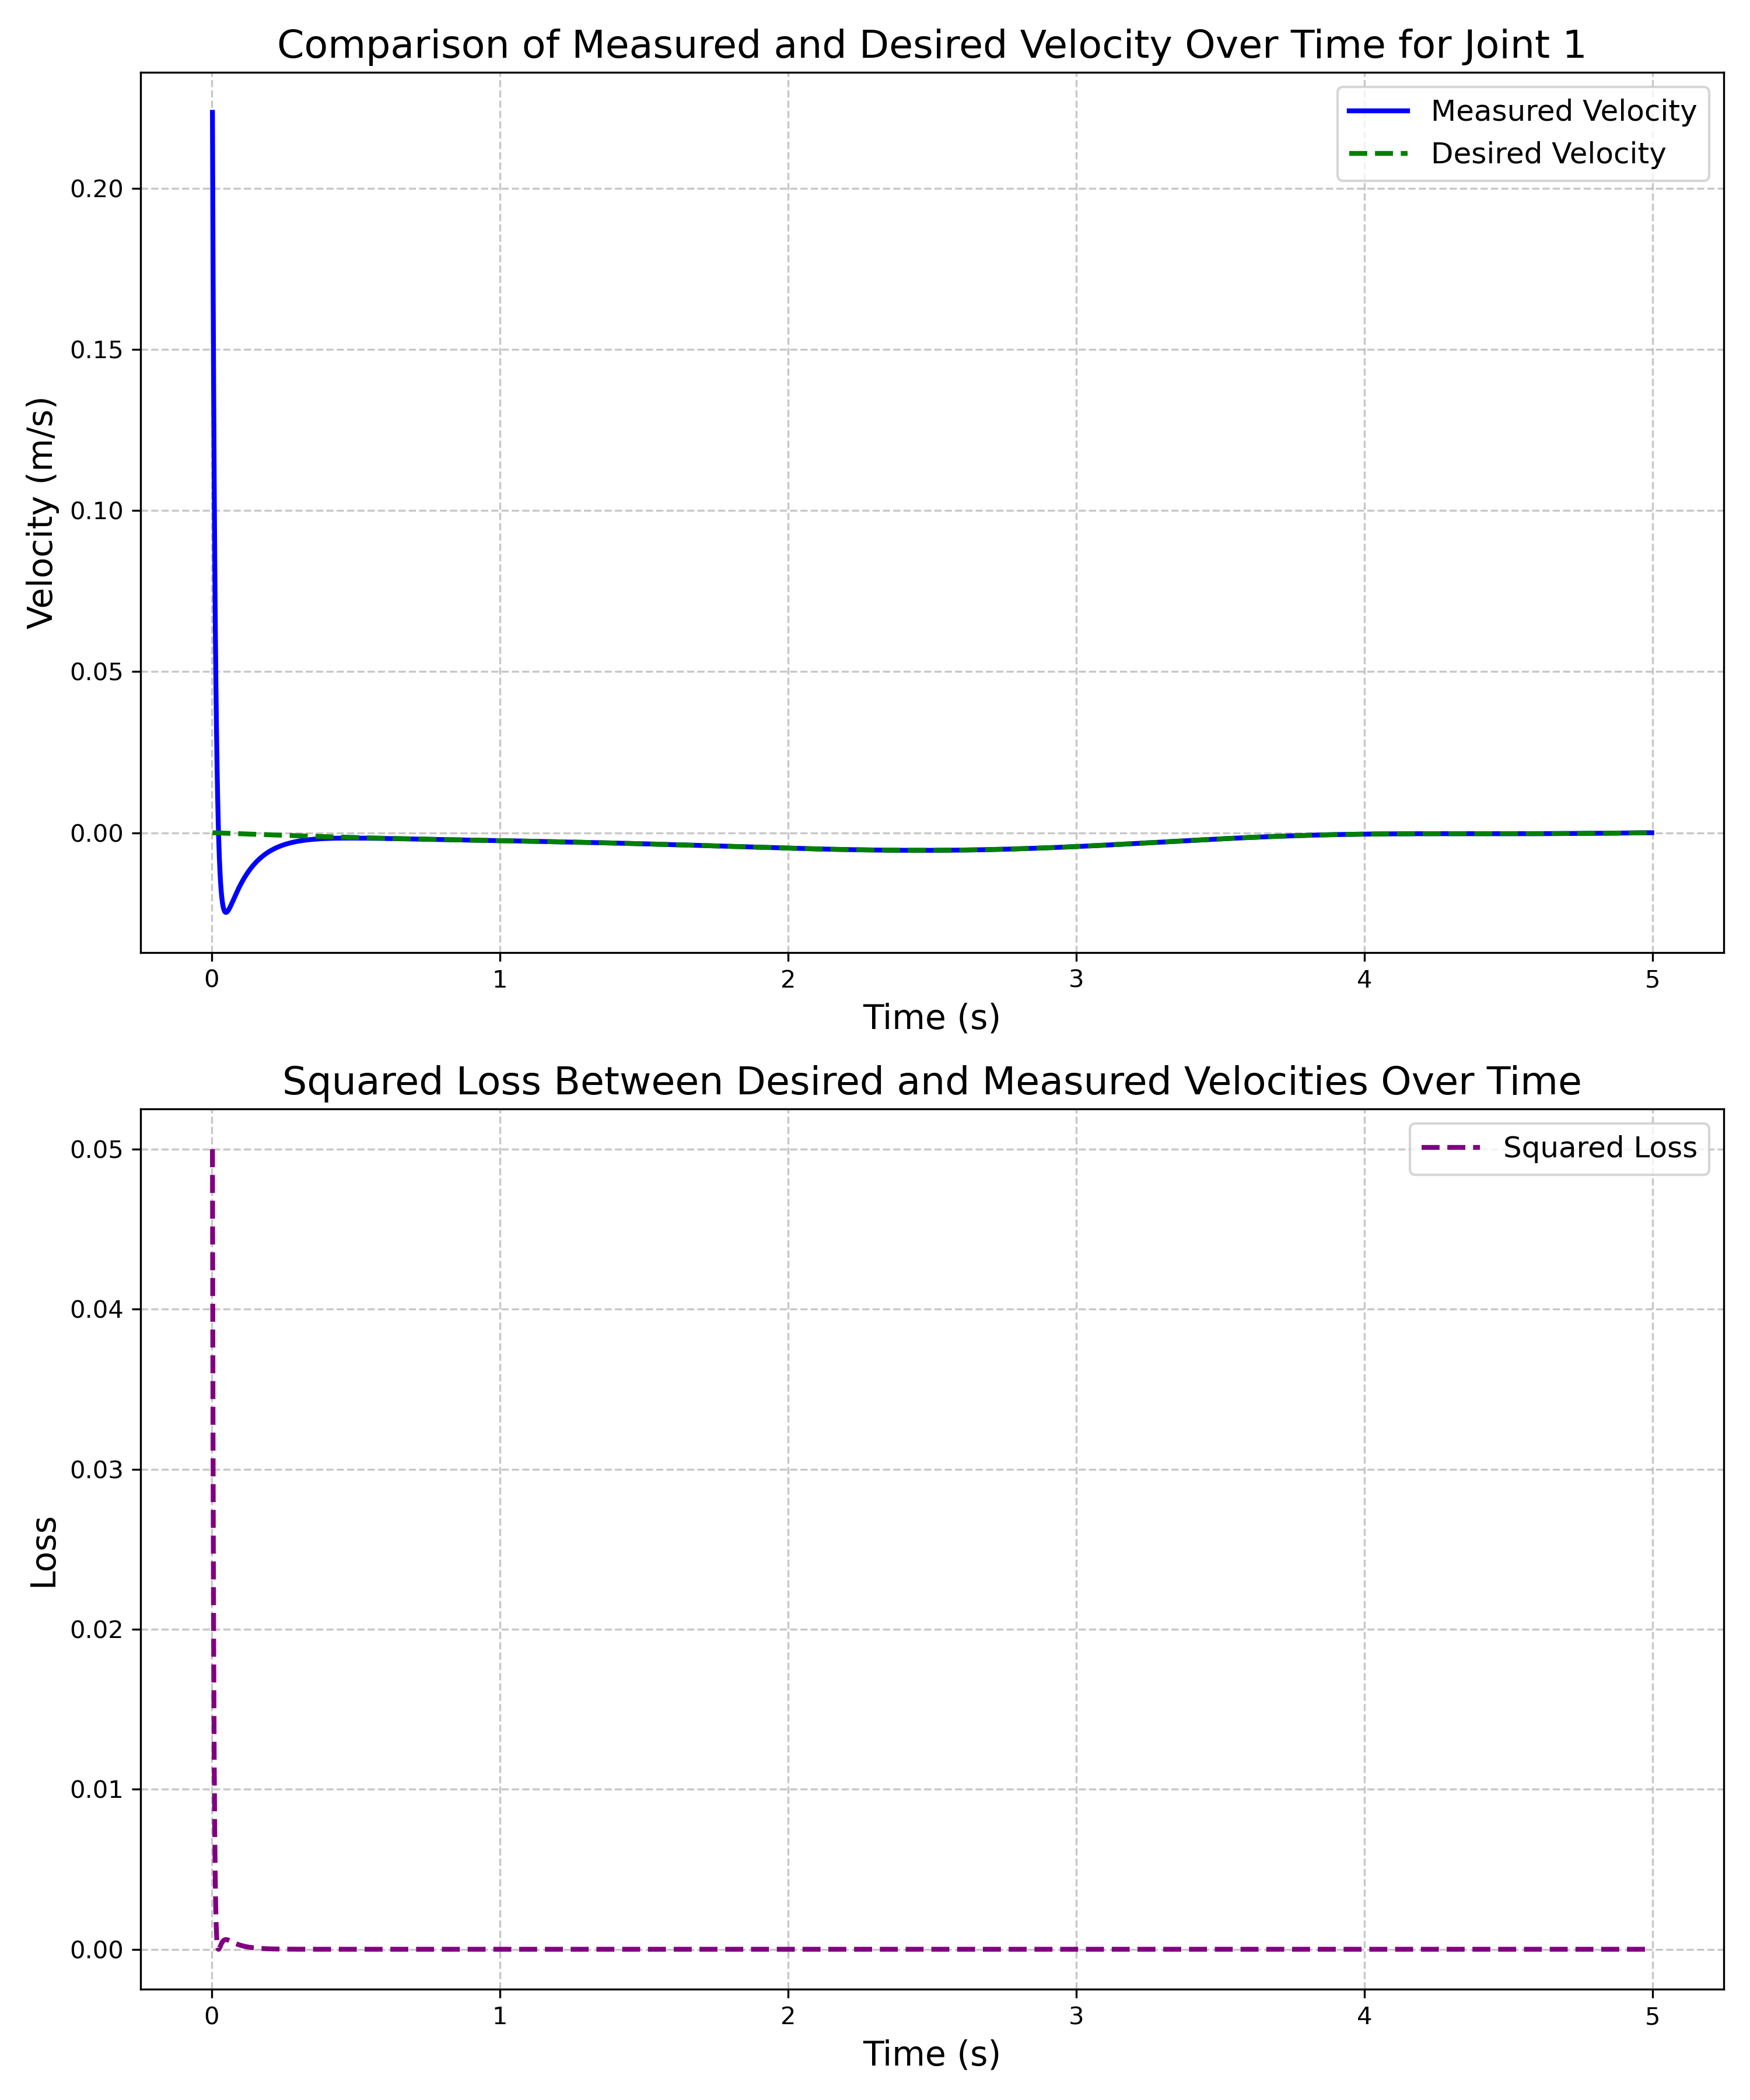 Comparison of Measured and Desired Velocity Over Time for Joint 1
Measured Velocity
Desired Velocity
Velocity (m/s)
0.20
0.15
0.10
0.05
0.00
0 1 2 3 4 5
Time (s)
Squared Loss Between Desired and Measured Velocities Over Time
Squared Loss
Loss
0.05
0.04
0.03
0.02
0.01
0.00
0 1 2 3 4 5
Time (s)